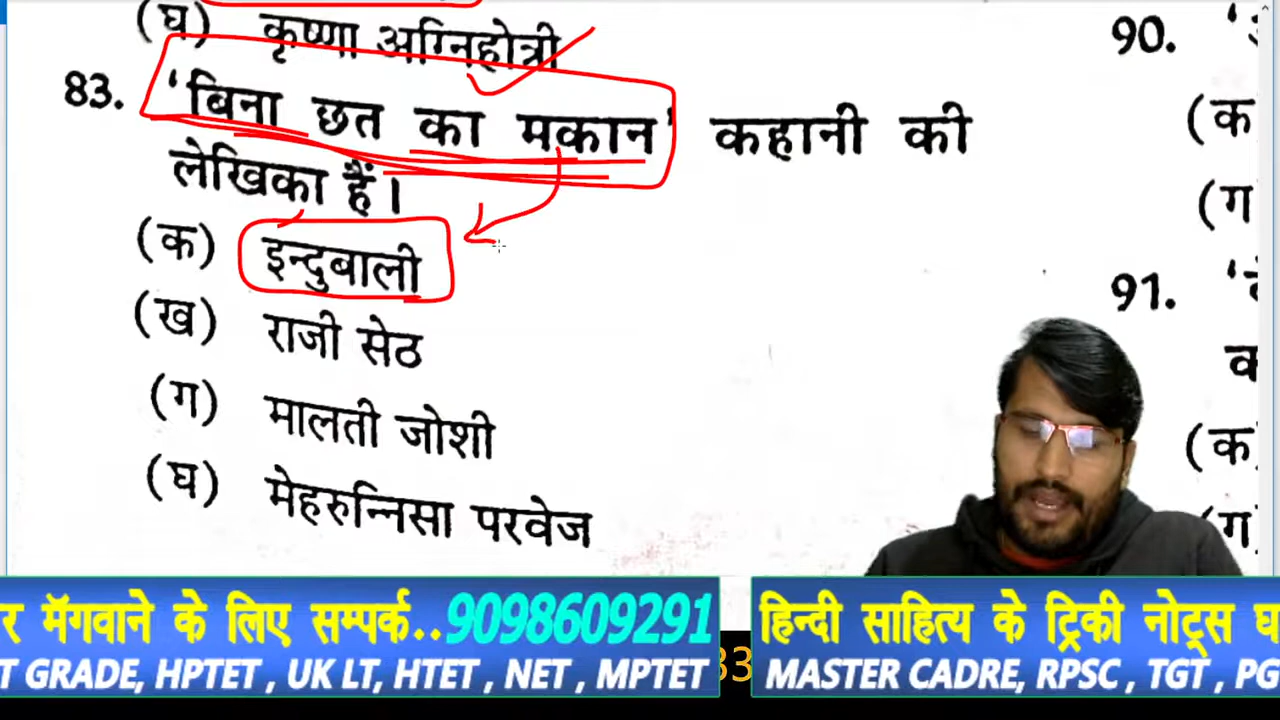 (घ) कृष्णा अग्निहोत्री
83. 'बिना छत का मकान' कहानी की
लेखिका हैं।
(क) इन्दुबाली
(ख) राजी सेठ
(ग) मालती जोशी
(घ) मेहरुन्निसा परवेज
90.
(क
(ग
91.
क
(क
(ग
र मॅगवाने के लिए सम्पर्क..9098609291
T GRADE, HPTET , UK LT, HTET , NET , MPTET
33
हिन्दी साहित्य के ट्रिकी नोट्स घ
MASTER CADRE, RPSC , TGT , PG